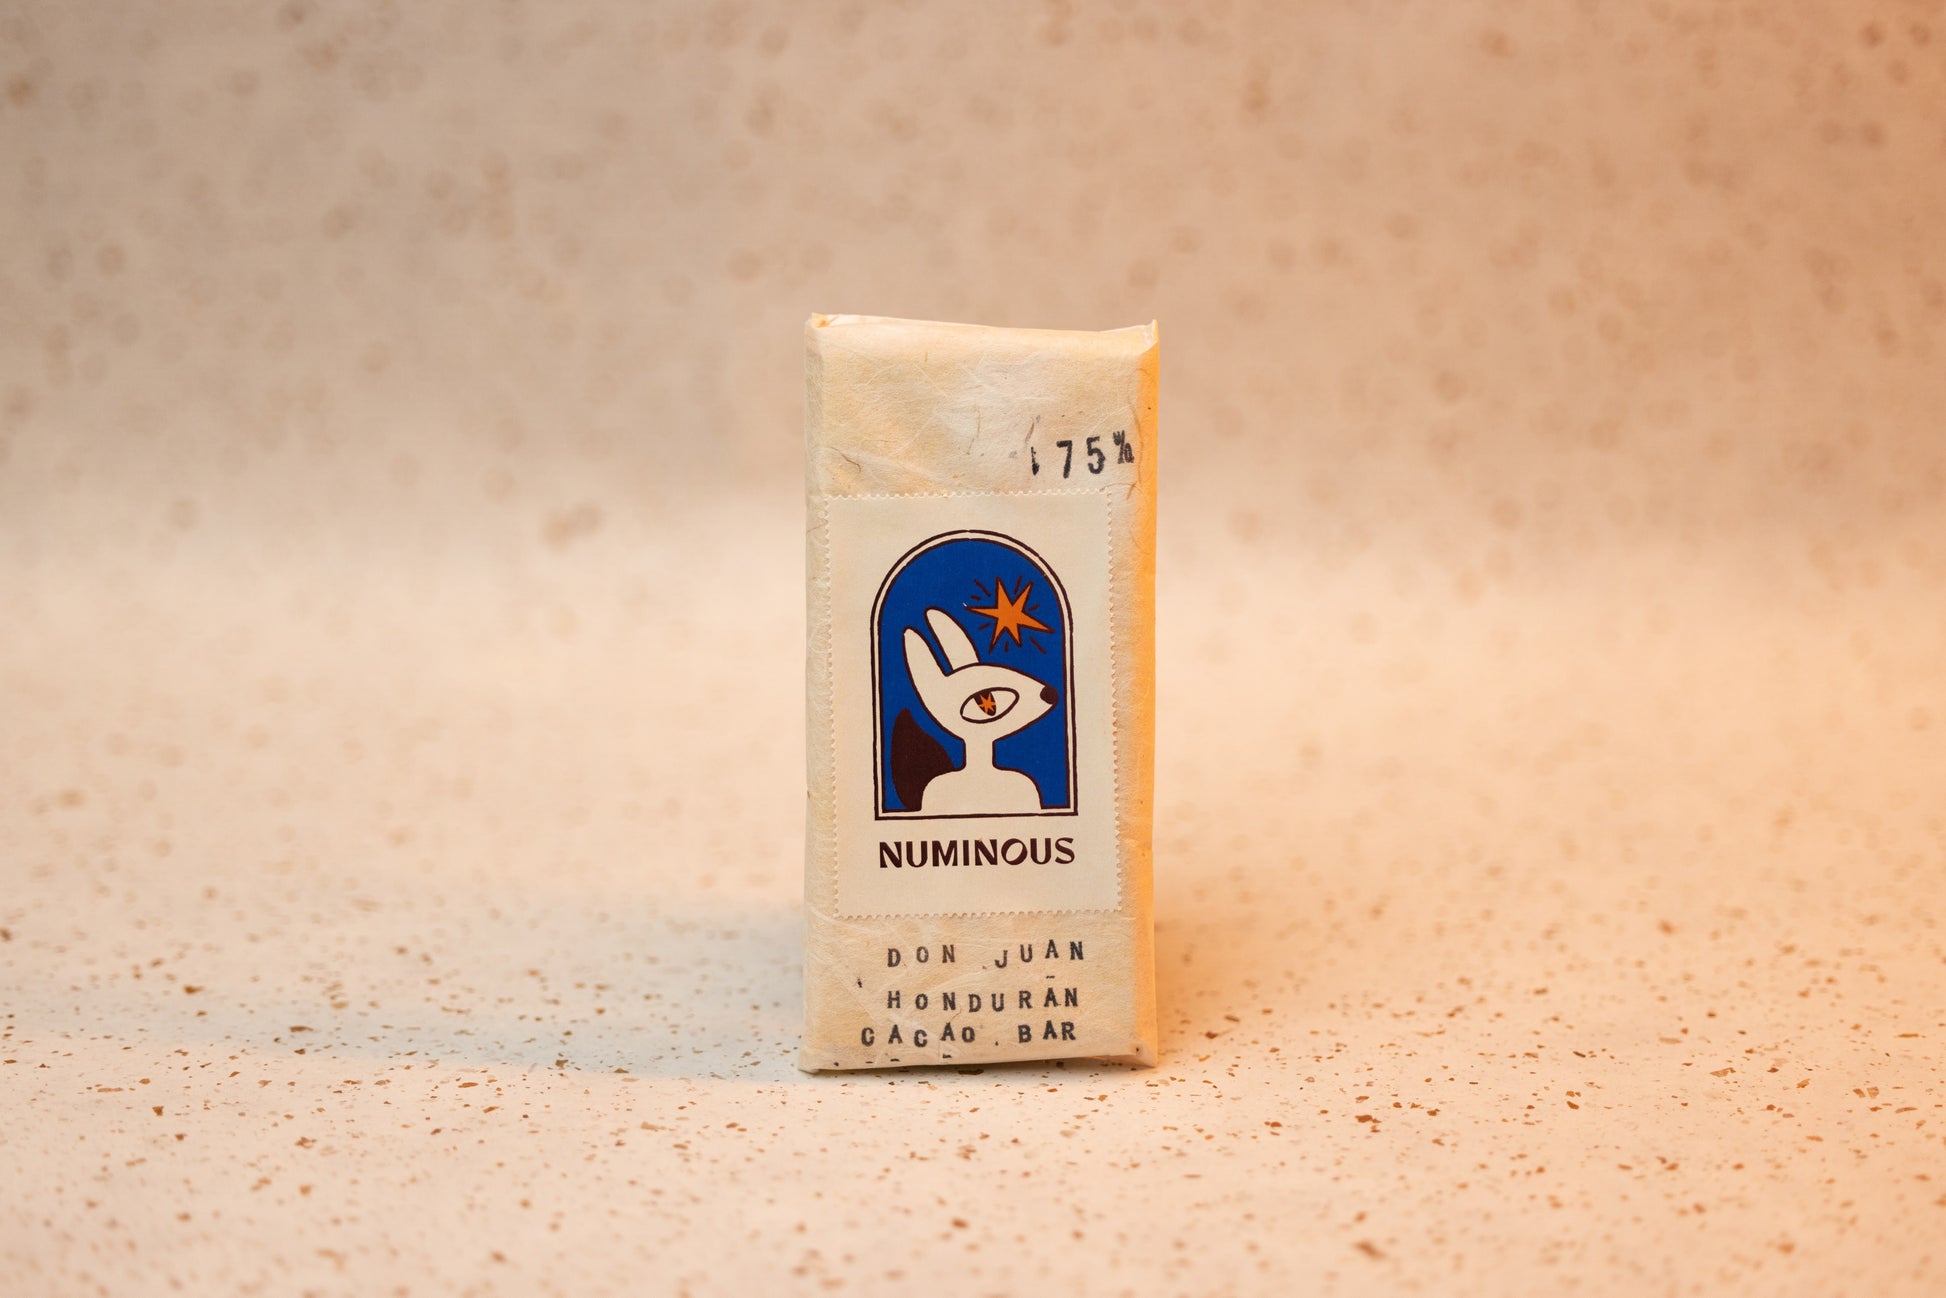 75%
NUMINOUS
DON JUAN
HONDURAN
CACAO BAR